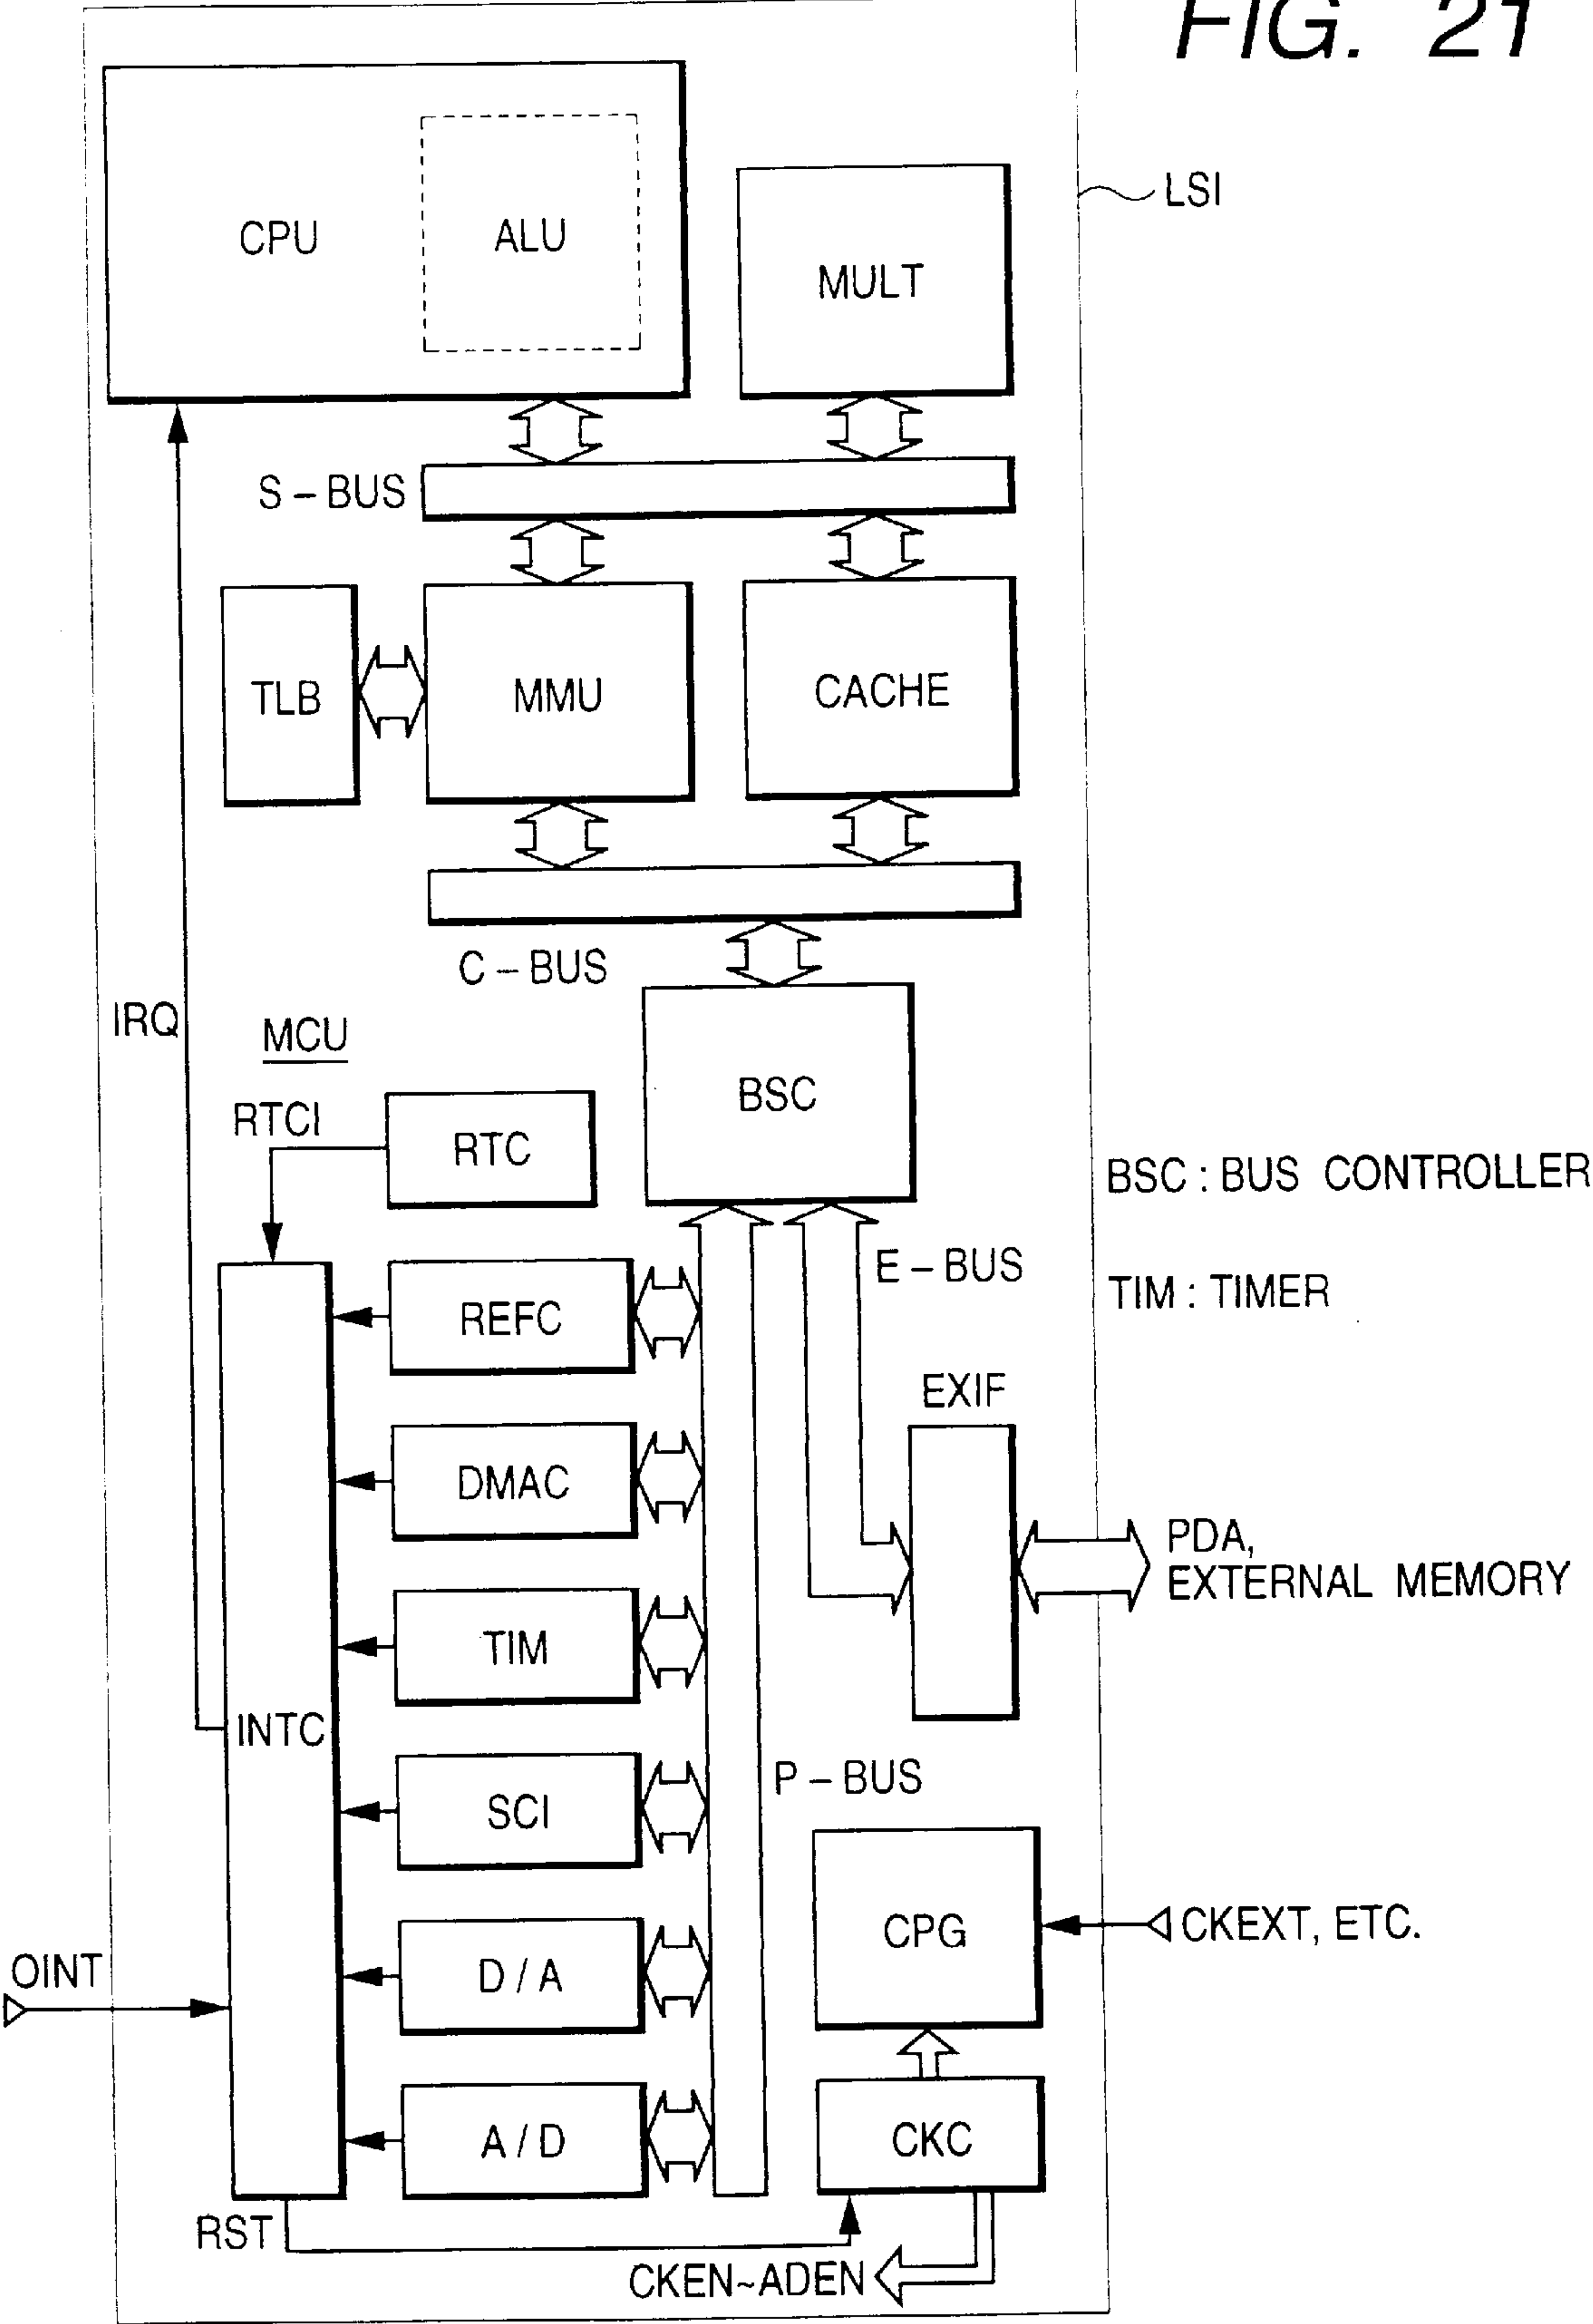 FIG. 21
CPU
ALU
MULT
LSI
S – BUS
TLB
MMU
CACHE
C – BUS
IRQ
MCU
BSC
RTCI
RTC
BSC : BUS CONTROLLER
E – BUS
TIM : TIMER
REFC
EXIF
DMAC
PDA,
EXTERNAL MEMORY
TIM
INTC
P – BUS
SCI
CPG
CKEXT, ETC.
OINT
D / A
A / D
CKC
RST
CKEN~ADEN